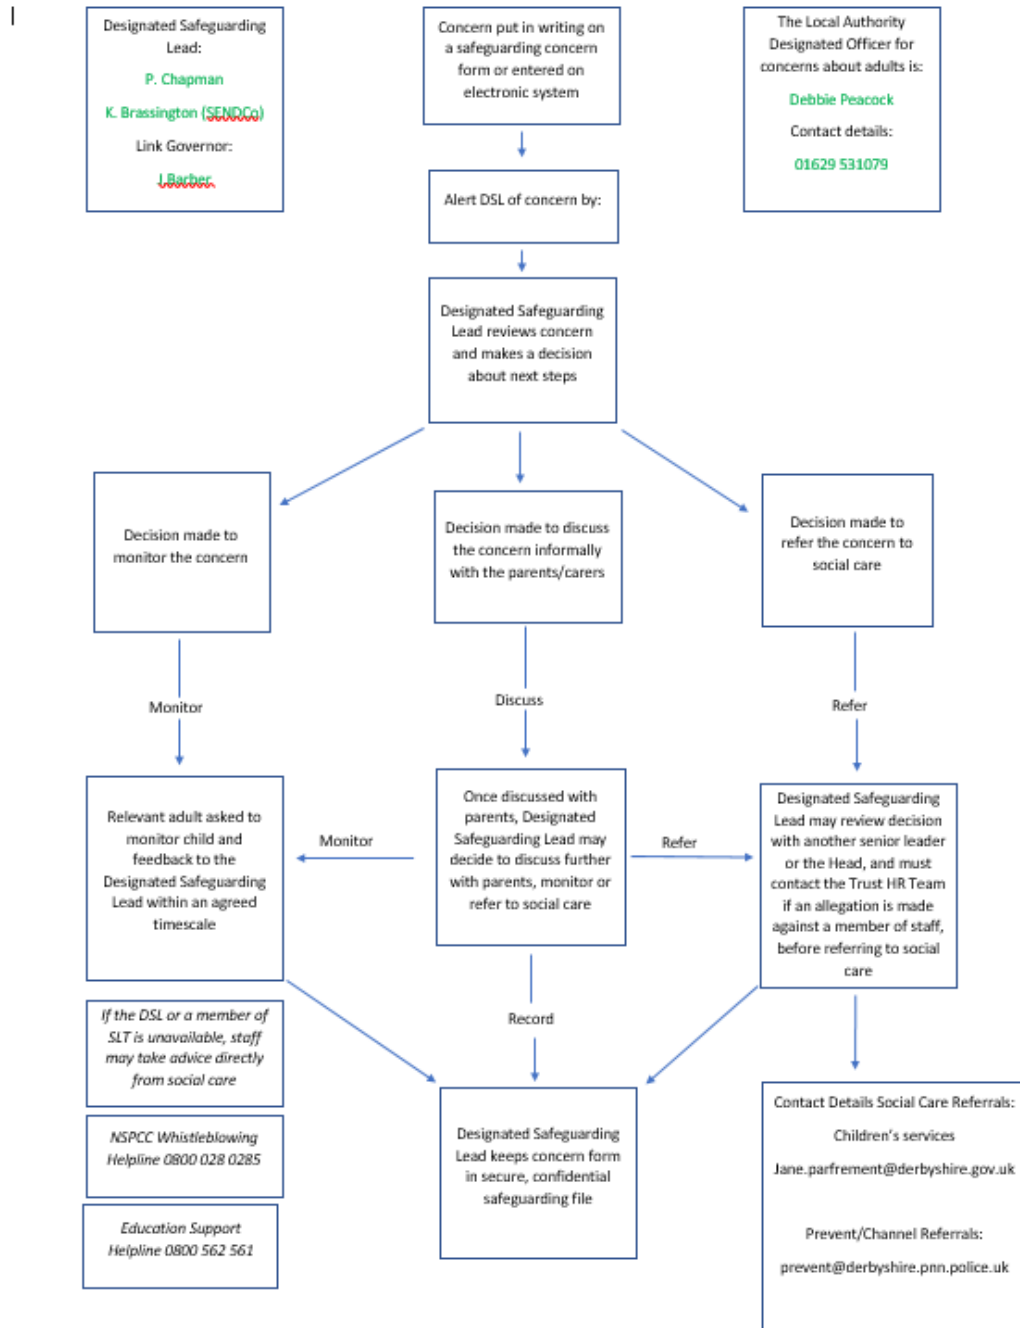 Designated Safeguarding
Lead:
P. Chapman
K. Brassington (SENDCo)
Link Governor:
J.Barber
Concern put in writing on
a safeguarding concern
form or entered on
electronic system
The Local Authority
Designated Officer for
concerns about adults is:
Debbie Peacock
Contact details:
01629 531079
Alert DSL of concern by:
Designated Safeguarding
Lead reviews concern
and makes a decision
about next steps
Decision made to
monitor the concern
Decision made to discuss
the concern informally
with the parents/carers
Decision made to
refer the concern to
social care
Monitor
Discuss
Refer
Relevant adult asked to
monitor child and
feedback to the
Designated Safeguarding
Lead within an agreed
timescale
Monitor
Once discussed with
parents, Designated
Safeguarding Lead may
decide to discuss further
with parents, monitor or
refer to social care
Refer
Designated Safeguarding
Lead may review decision
with another senior leader
or the Head, and must
contact the Trust HR Team
if an allegation is made
against a member of staff,
before referring to social
care
Record
If the DSL or a member of
SLT is unavailable, staff
may take advice directly
from social care
NSPCC Whistleblowing
Helpline 0800 028 0285
Education Support
Helpline 0800 562 561
Designated Safeguarding
Lead keeps concern form
in secure, confidential
safeguarding file
Contact Details Social Care Referrals:
Children's services
Jane.parfrement@derbyshire.gov.uk
Prevent/Channel Referrals:
prevent@derbyshire.pnn.police.uk